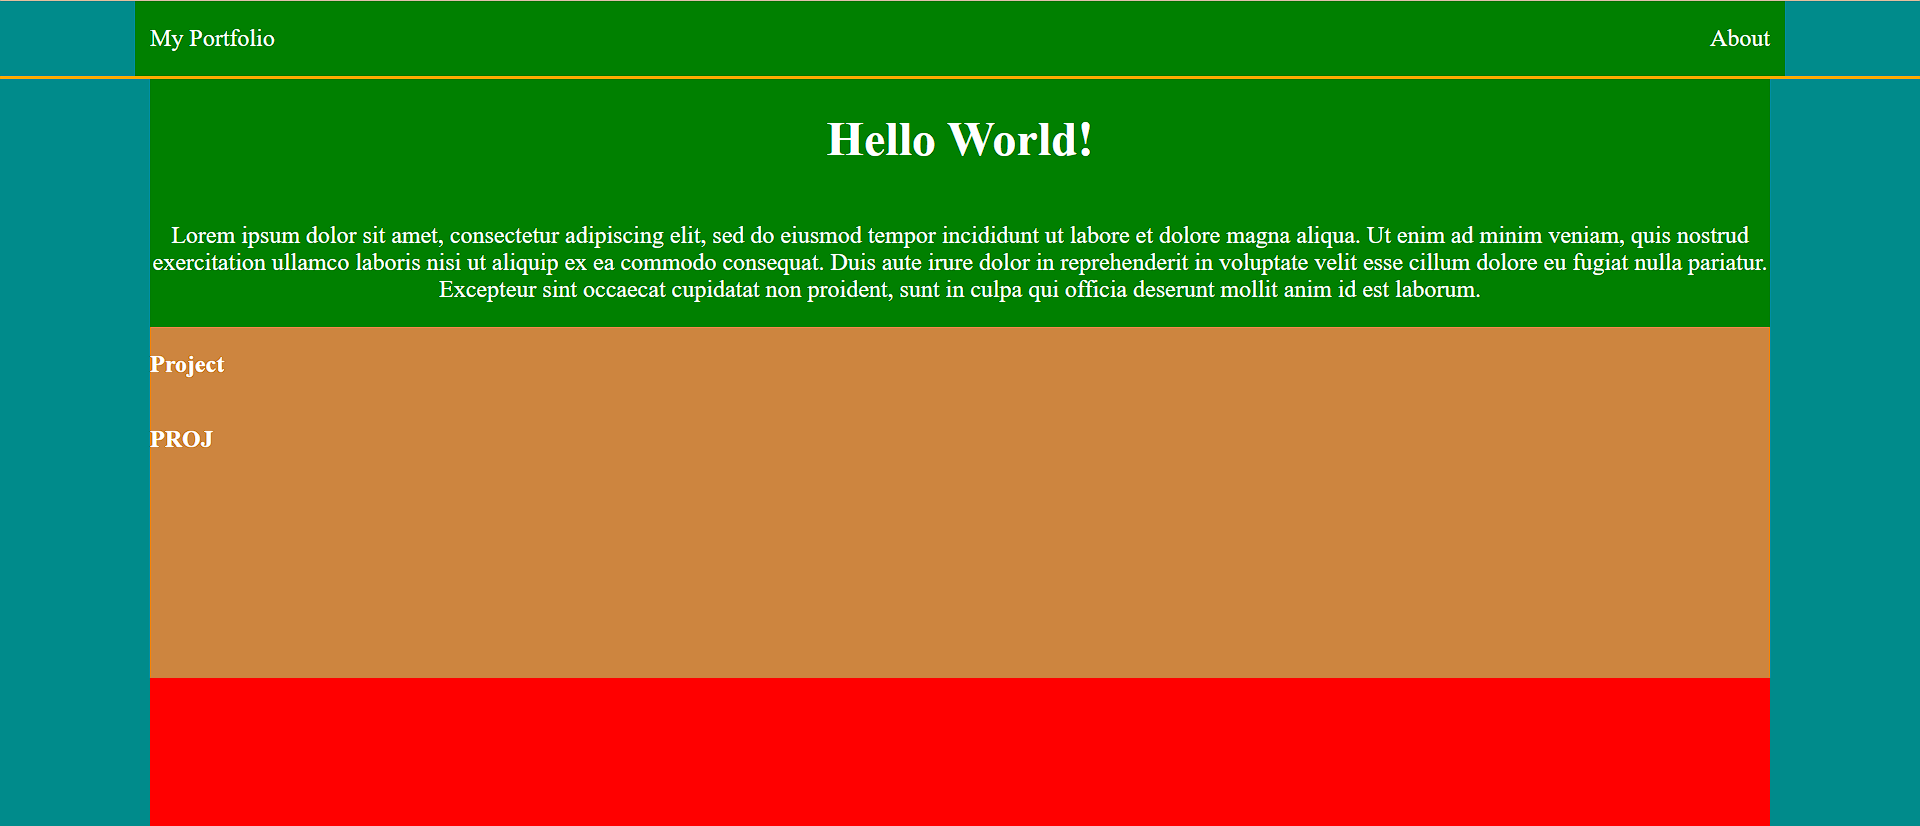 My Portfolio
About
Hello World!
Lorem ipsum dolor sit amet, consectetur adipiscing elit, sed do eiusmod tempor incididunt ut labore et dolore magna aliqua. Ut enim ad minim veniam, quis nostrud
exercitation ullamco laboris nisi ut aliquip ex ea commodo consequat. Duis aute irure dolor in reprehenderit in voluptate velit esse cillum dolore eu fugiat nulla pariatur.
Excepteur sint occaecat cupidatat non proident, sunt in culpa qui officia deserunt mollit anim id est laborum.
Project
PROJ